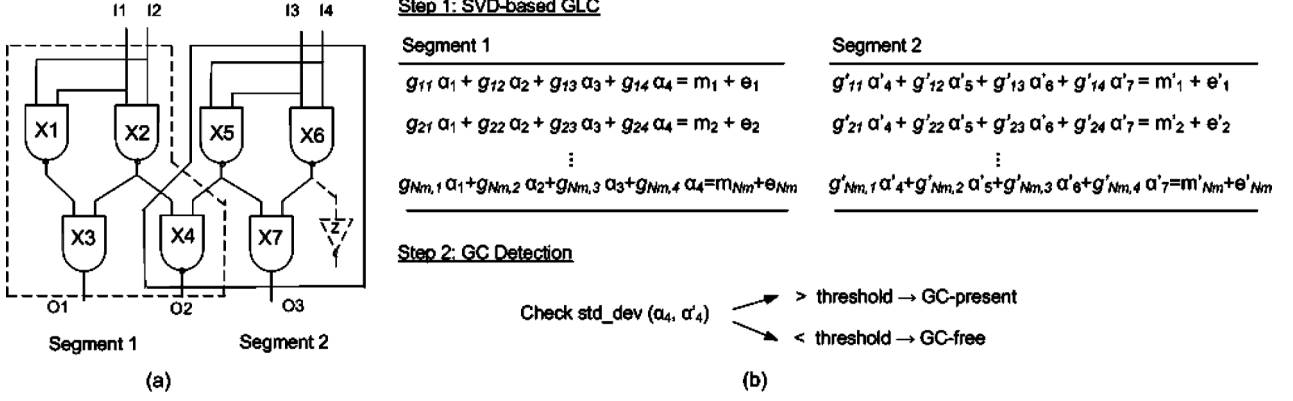 I1 I2 I3 I4
X1 X2 X5 X6
X3 X4 X7 Z
O1 O2 O3
Segment 1 Segment 2
(a)
Step 1: SVD-based GLC
Segment 1
g11 α1 + g12 α2 + g13 α3 + g14 α4 = m1 + e1
g21 α1 + g22 α2 + g23 α3 + g24 α4 = m2 + e2
⋮
gNm,1 α1+gNm,2 α2+gNm,3 α3+gNm,4 α4=mNm+eNm
Segment 2
g'11 α'4 + g'12 α'5 + g'13 α'6 + g'14 α'7 = m'1 + e'1
g'21 α'4 + g'22 α'5 + g'23 α'6 + g'24 α'7 = m'2 + e'2
⋮
g'Nm,1 α'4+g'Nm,2 α'5+g'Nm,3 α'6+g'Nm,4 α'7=m'Nm+e'Nm
Step 2: GC Detection
Check std_dev (α4, α'4)
> threshold → GC-present
< threshold → GC-free
(b)